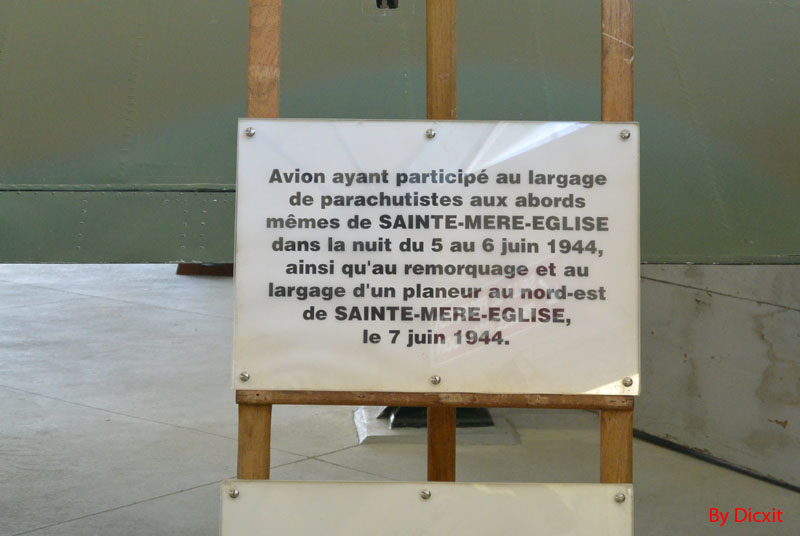 Avion ayant participé au largage
de parachutistes aux abords
mêmes de SAINTE-MERE-EGLISE
dans la nuit du 5 au 6 juin 1944,
ainsi qu'au remorquage et au
largage d'un planeur au nord-est
de SAINTE-MERE-EGLISE,
le 7 juin 1944.
By Dicxit